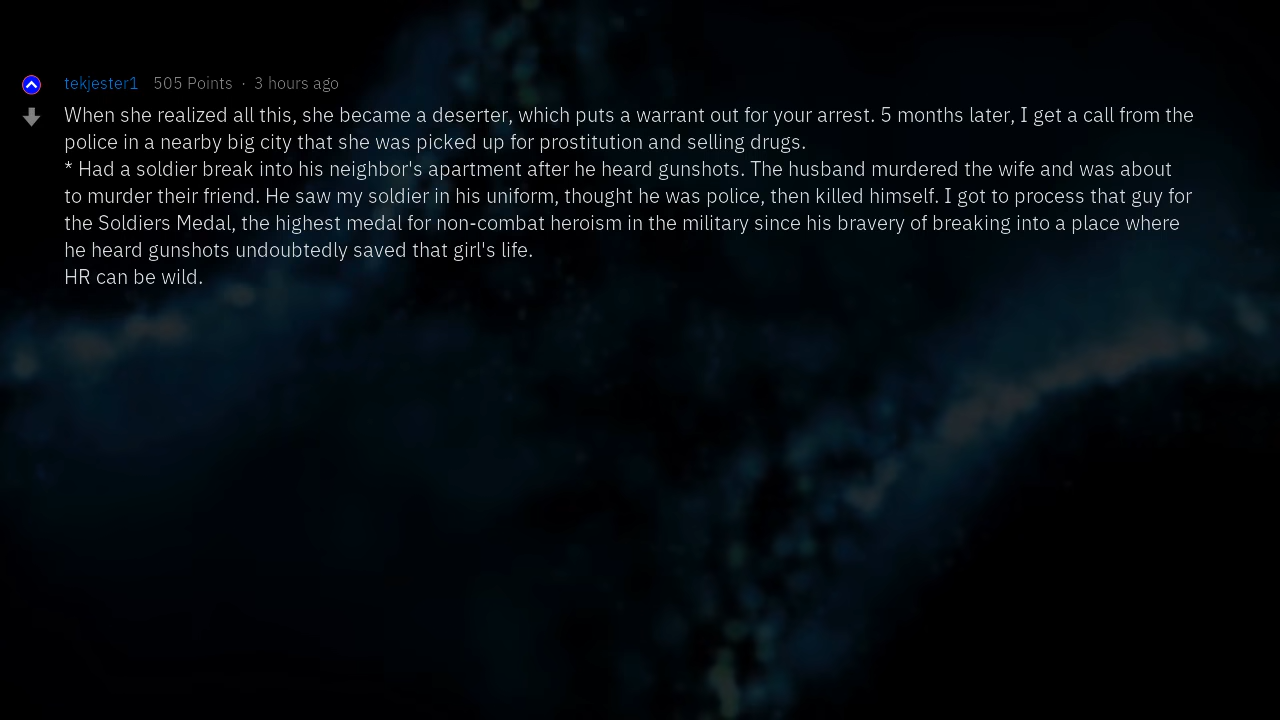 tekjester1 505 Points · 3 hours ago
When she realized all this, she became a deserter, which puts a warrant out for your arrest. 5 months later, I get a call from the
police in a nearby big city that she was picked up for prostitution and selling drugs.
* Had a soldier break into his neighbor's apartment after he heard gunshots. The husband murdered the wife and was about
to murder their friend. He saw my soldier in his uniform, thought he was police, then killed himself. I got to process that guy for
the Soldiers Medal, the highest medal for non-combat heroism in the military since his bravery of breaking into a place where
he heard gunshots undoubtedly saved that girl's life.
HR can be wild.